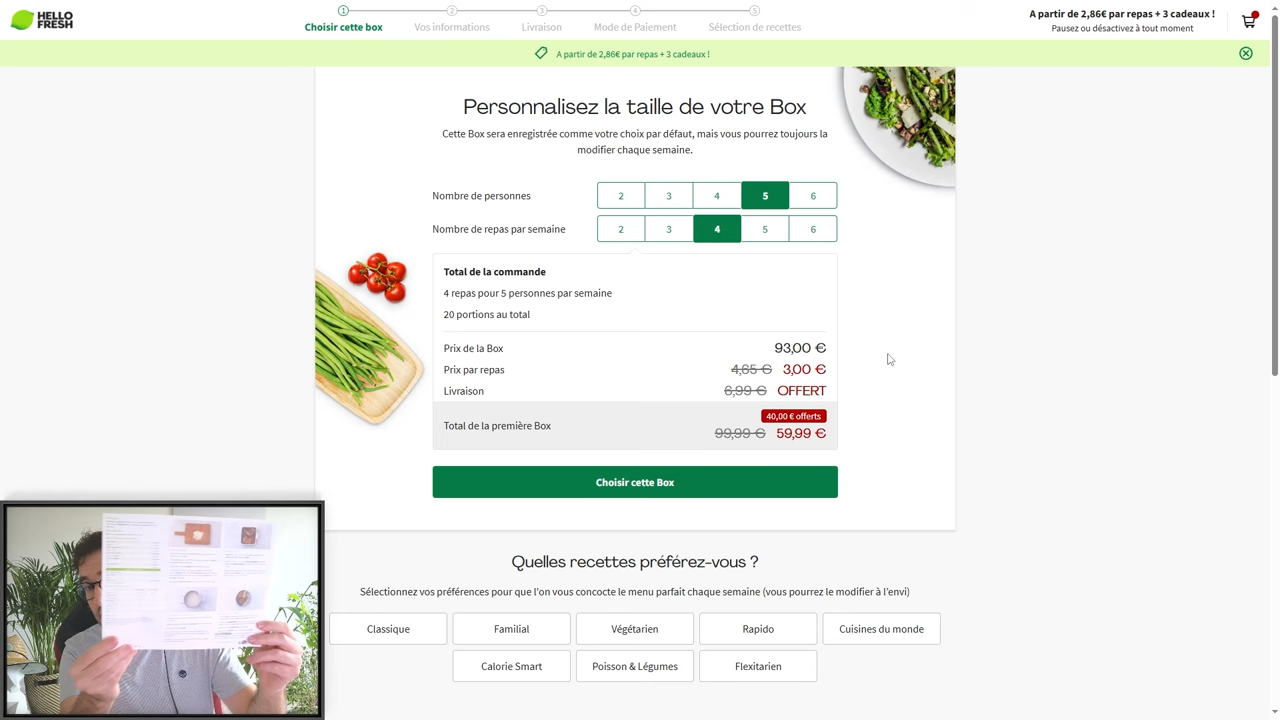 HELLO
FRESH
1
Choisir cette box
2
Vos informations
3
Livraison
4
Mode de Paiement
5
Sélection de recettes
A partir de 2,86€ par repas + 3 cadeaux !
Pausez ou désactivez à tout moment
A partir de 2,86€ par repas + 3 cadeaux !
Personnalisez la taille de votre Box
Cette Box sera enregistrée comme votre choix par défaut, mais vous pourrez toujours la
modifier chaque semaine.
Nombre de personnes 2 3 4 5 6
Nombre de repas par semaine 2 3 4 5 6
Total de la commande
4 repas pour 5 personnes par semaine
20 portions au total
Prix de la Box 93,00 €
Prix par repas 4,65 € 3,00 €
Livraison 6,99 € OFFERT
40,00 € offerts
Total de la première Box 99,99 € 59,99 €
Choisir cette Box
Quelles recettes préférez-vous ?
Sélectionnez vos préférences pour que l'on vous concocte le menu parfait chaque semaine (vous pourrez le modifier à l'envi)
Classique Familial Végétarien Rapido Cuisines du monde
Calorie Smart Poisson & Légumes Flexitarien